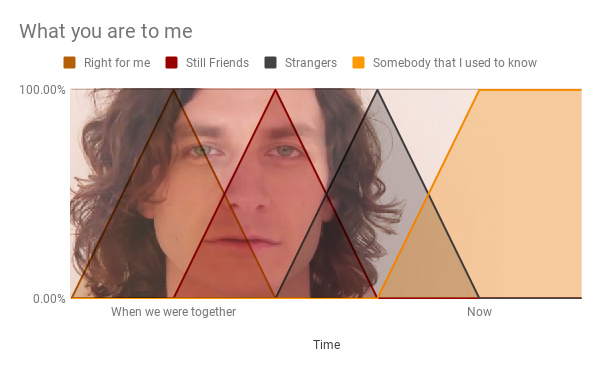 What you are to me
Right for me Still Friends Strangers Somebody that I used to know
100.00%
0.00%
When we were together Now
Time